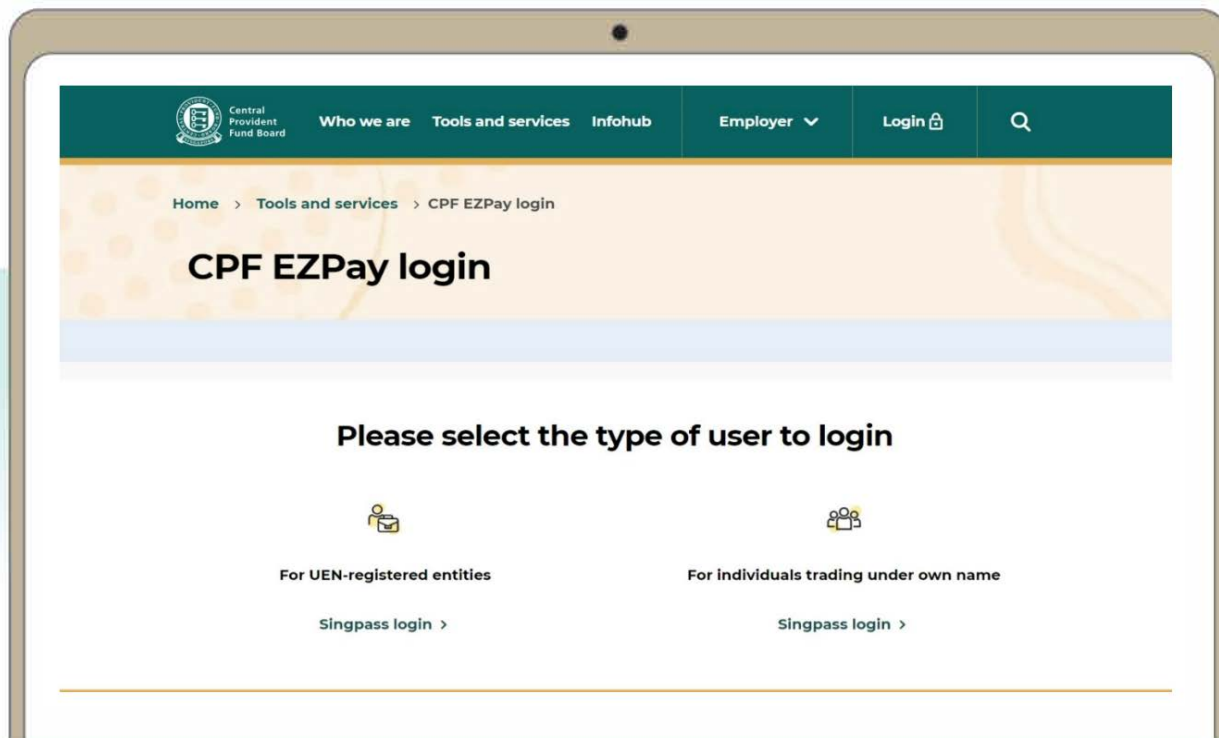 Central
Provident
Fund Board
Who we are Tools and services Infohub Employer Login
Home > Tools and services > CPF EZPay login
CPF EZPay login
Please select the type of user to login
For UEN-registered entities For individuals trading under own name
Singpass login > Singpass login >